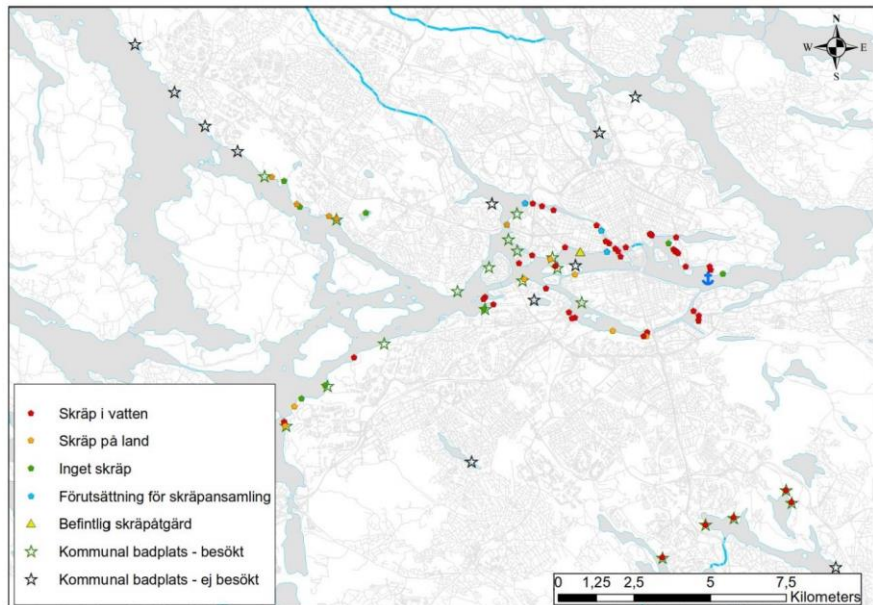 N
W E
S
Skräp i vatten
Skräp på land
Inget skräp
Förutsättning för skräpansamling
Befintlig skräpåtgärd
Kommunal badplats - besökt
Kommunal badplats - ej besökt
0 1,25 2,5 5 7,5
Kilometers